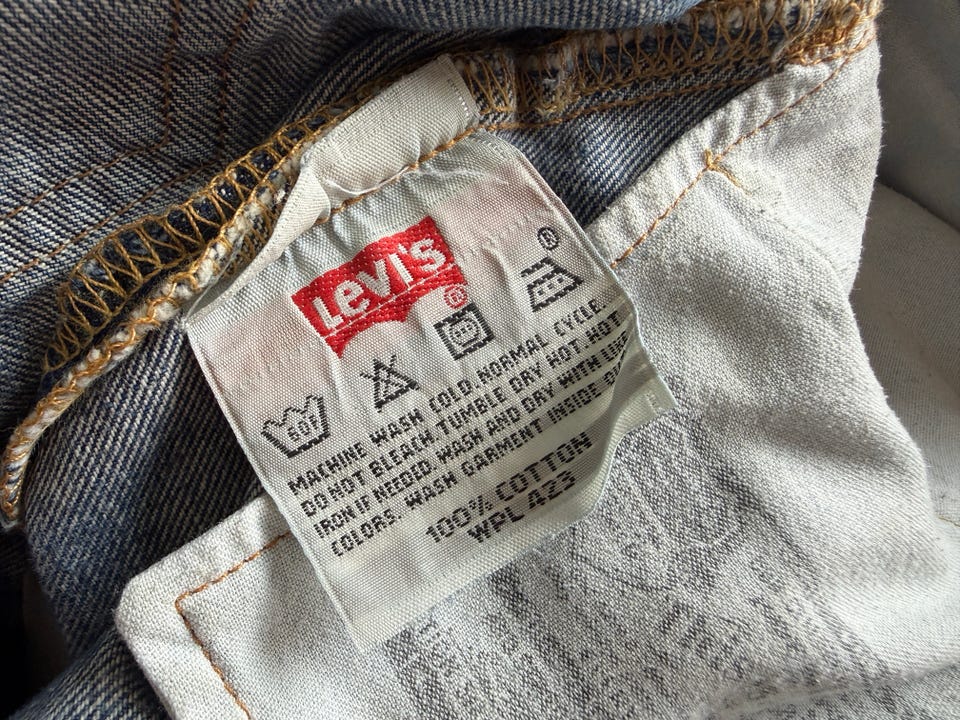 Levi's®
®
60°
MACHINE WASH COLD. NORMAL CYCLE.
DO NOT BLEACH. TUMBLE DRY HOT. HOT
IRON IF NEEDED. WASH AND DRY WITH LIKE
COLORS. WASH GARMENT INSIDE
100% COTTON
WPL 423